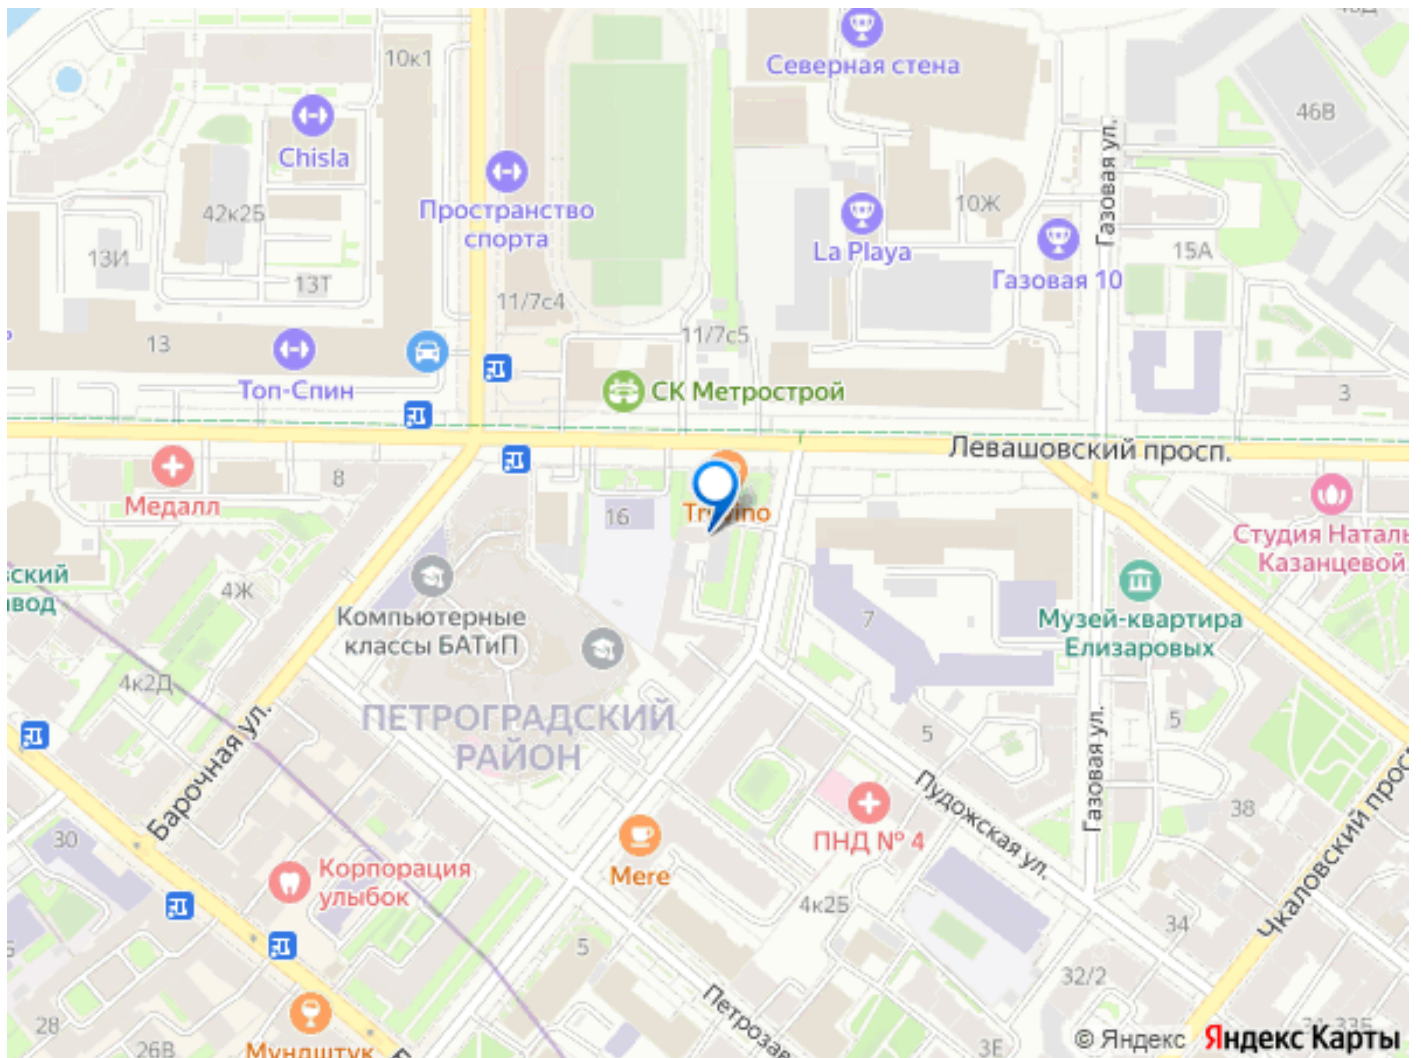 10к1
Северная стена
46В
Chisla
Газовая ул.
Пространство
спорта
42к2Б
10Ж
La Playa
13И
13Т
Газовая 10
15А
11/7с4
11/7с5
13
Топ-Спин
СК Метрострой
3
Левашовский просп.
8
Медалл
16
Студия Наталь
Казанцевой
ский
вод
4Ж
Компьютерные
классы БАТиП
7
Музей-квартира
Елизаровых
4к2Д
ПЕТРОГРАДСКИЙ
РАЙОН
Барочная ул.
5
5
Газовая ул.
Пудожская ул.
38
Чкаловский прос
30
ПНД № 4
Корпорация
улыбок
Mere
4к2Б
34
5
32/2
Петрозав
28
26В
Мундштук
3Е
© Яндекс Яндекс Карты